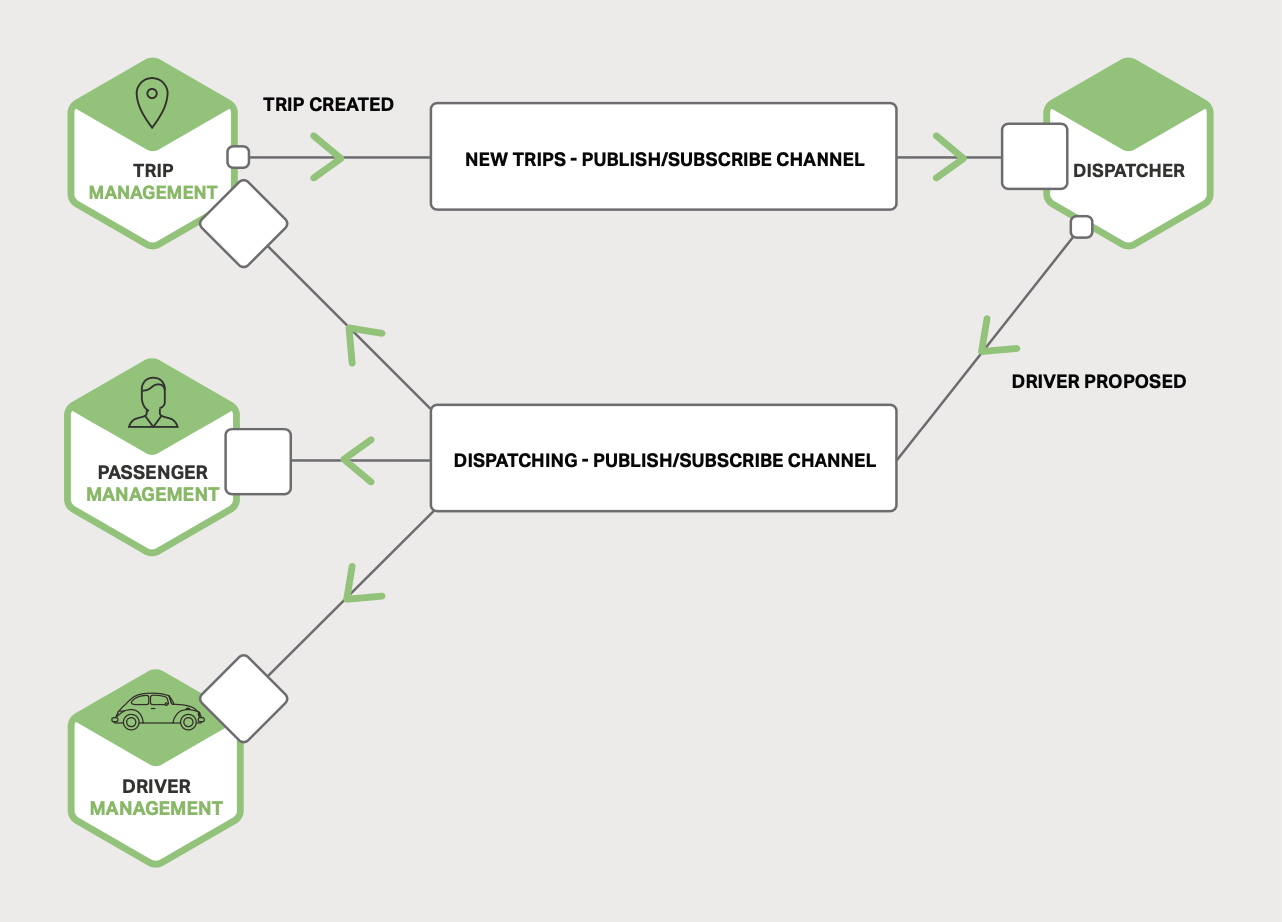 TRIP CREATED
NEW TRIPS - PUBLISH/SUBSCRIBE CHANNEL
TRIP
MANAGEMENT
DISPATCHER
DRIVER PROPOSED
DISPATCHING - PUBLISH/SUBSCRIBE CHANNEL
PASSENGER
MANAGEMENT
DRIVER
MANAGEMENT